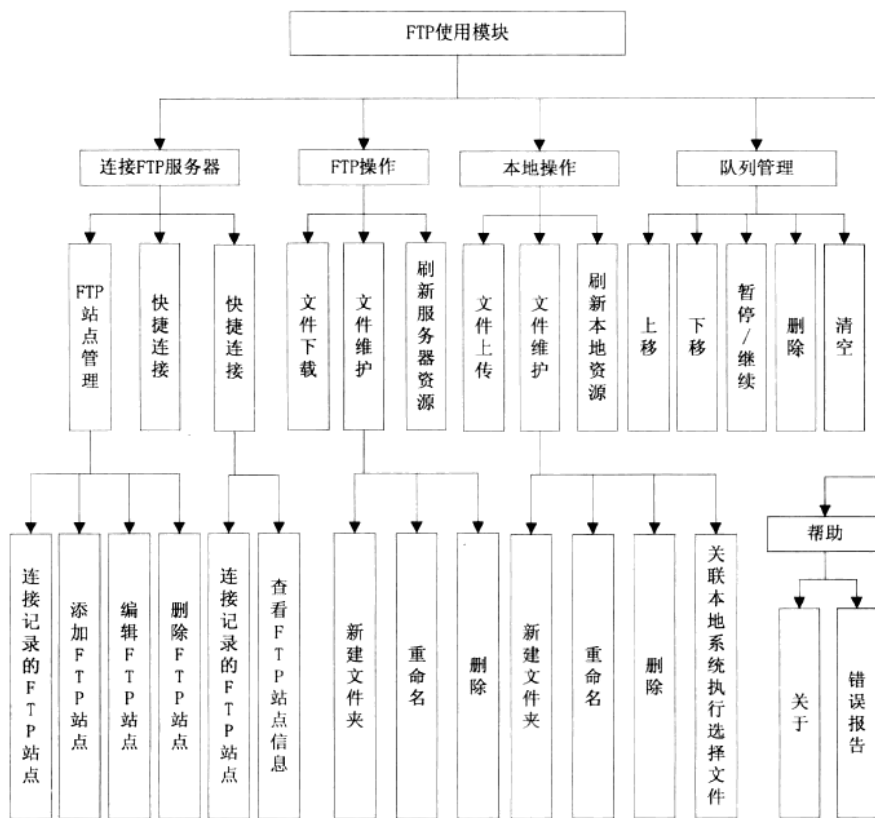 FTP使用模块
连接FTP服务器
FTP操作
本地操作
队列管理
FTP站点管理
快捷连接
快捷连接
文件下载
文件维护
刷新服务器资源
文件上传
文件维护
刷新本地资源
上移
下移
暂停/继续
删除
清空
帮助
连接记录的FTP站点
添加FTP站点
编辑FTP站点
删除FTP站点
连接记录的FTP站点
查看FTP站点信息
新建文件夹
重命名
删除
新建文件夹
重命名
删除
关联本地系统执行选择文件
关于
错误报告